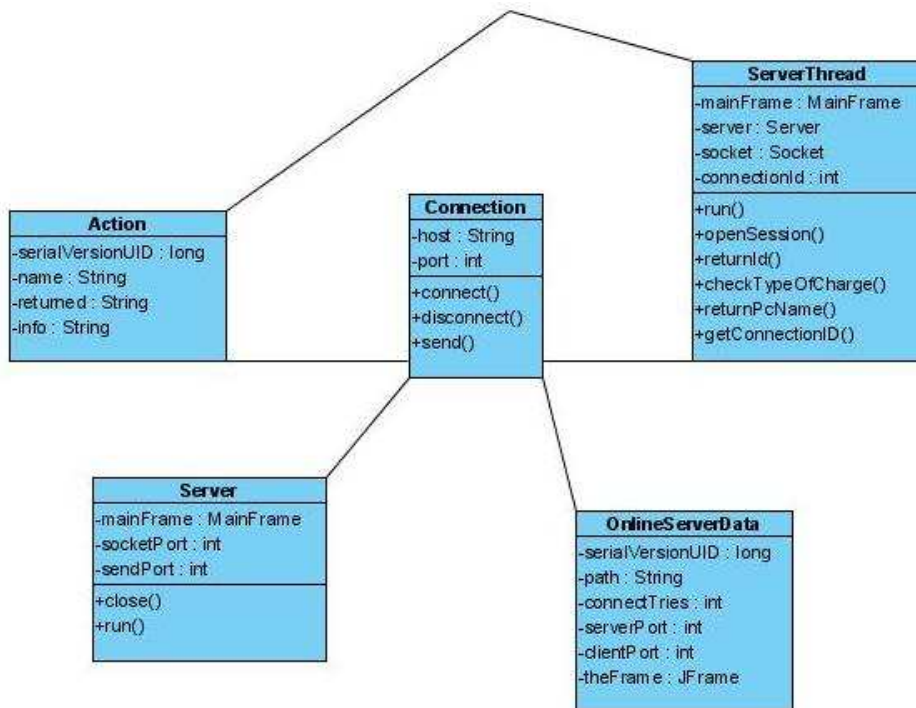 ServerThread
-mainFrame : MainFrame
-server : Server
-socket : Socket
-connectionId : int
+run()
+openSession()
+returnId()
+checkTypeOfCharge()
+returnPcName()
+getConnectionID()
Connection
-host : String
-port : int
+connect()
+disconnect()
+send()
Action
-serialVersionUID : long
-name : String
-returned : String
-info : String
Server
-mainFrame : MainFrame
-socketPort : int
-sendPort : int
+close()
+run()
OnlineServerData
-serialVersionUID : long
-path : String
-connectTries : int
-serverPort : int
-clientPort : int
-theFrame : JFrame